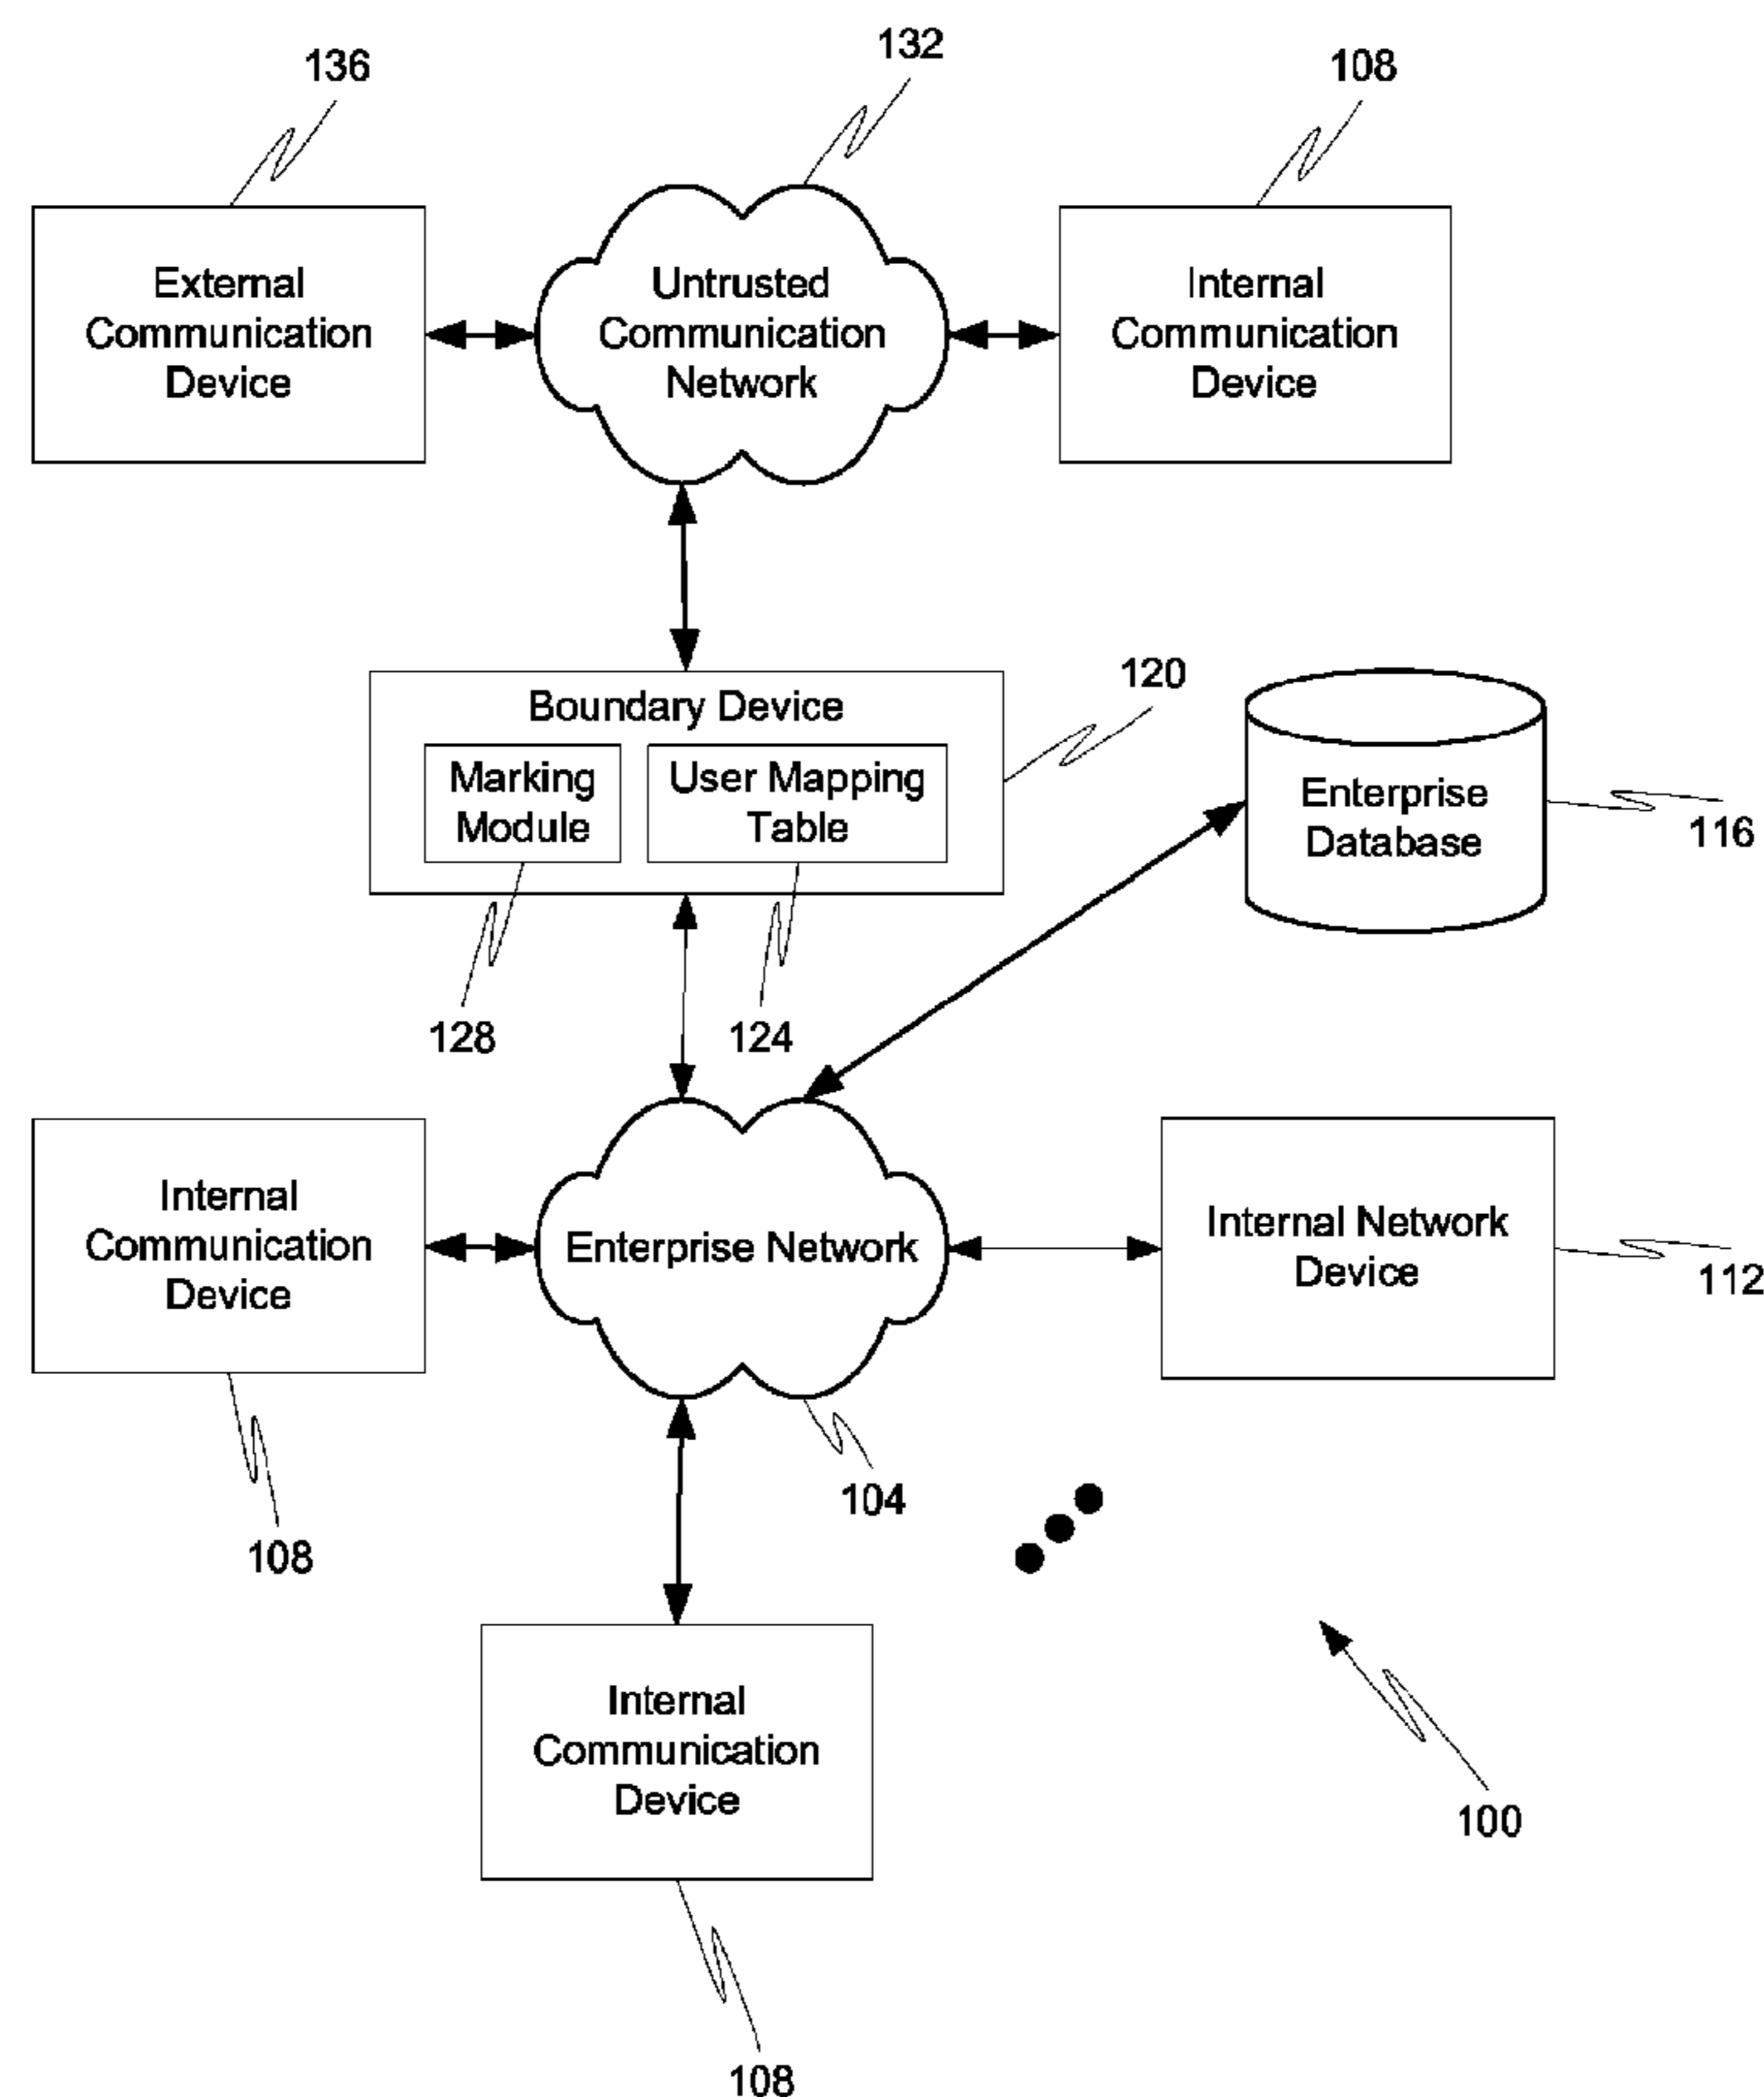 132
136
108
External
Communication
Device
Untrusted
Communication
Network
Internal
Communication
Device
120
Boundary Device
Marking
Module
User Mapping
Table
Enterprise
Database
116
128
124
Internal
Communication
Device
Enterprise Network
Internal Network
Device
112
104
108
Internal
Communication
Device
100
108